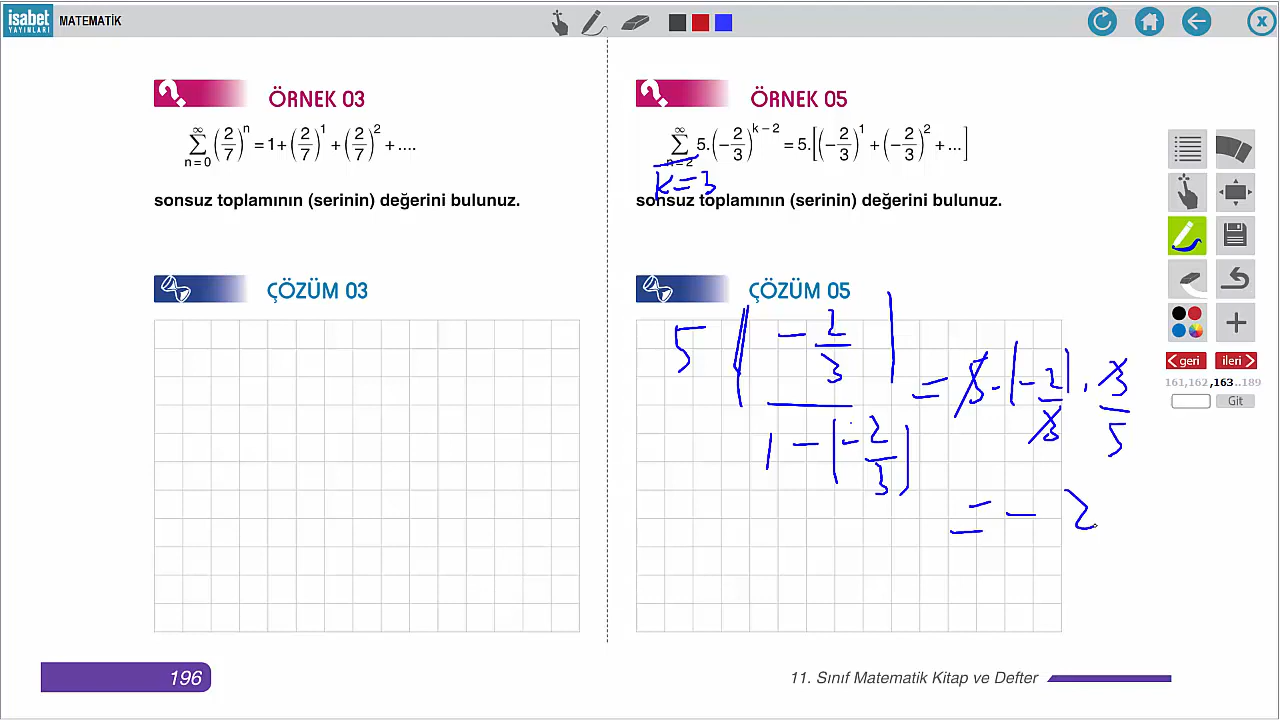 isabet
YAYINLARI
MATEMATİK
ÖRNEK 03
∞
∑ (2/7)^n = 1+(2/7)^1+(2/7)^2+....
n = 0
sonsuz toplamının (serinin) değerini bulunuz.
ÇÖZÜM 03
196
ÖRNEK 05
∞
∑ 5.(-2/3)^(k-2) = 5.[(-2/3)^1+(-2/3)^2+...]
n = 2
k=3
sonsuz toplamının (serinin) değerini bulunuz.
ÇÖZÜM 05
5 (-2/3) / 1-(-2/3) = 5.(-2/3).3/5
= -2
11. Sınıf Matematik Kitap ve Defter
geri
ileri
161,162,163..189
Git